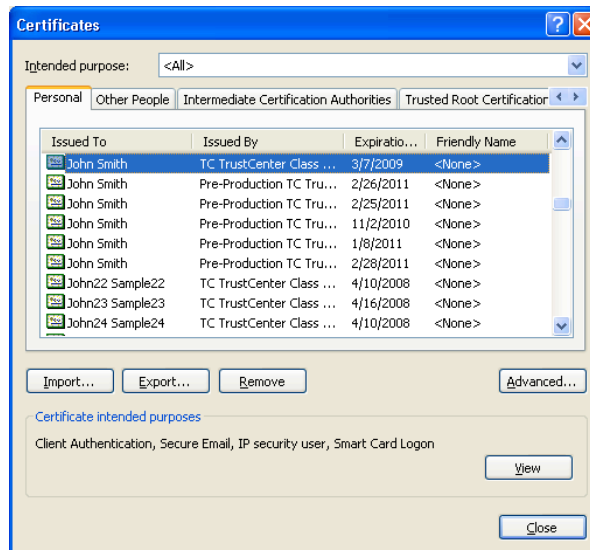 Certificates
Intended purpose: <All>
Personal Other People Intermediate Certification Authorities Trusted Root Certification
Issued To Issued By Expiratio... Friendly Name
John Smith TC TrustCenter Class ... 3/7/2009 <None>
John Smith Pre-Production TC Tru... 2/26/2011 <None>
John Smith Pre-Production TC Tru... 2/25/2011 <None>
John Smith Pre-Production TC Tru... 11/2/2010 <None>
John Smith Pre-Production TC Tru... 1/8/2011 <None>
John Smith Pre-Production TC Tru... 2/28/2011 <None>
John22 Sample22 TC TrustCenter Class ... 4/10/2008 <None>
John23 Sample23 TC TrustCenter Class ... 4/16/2008 <None>
John24 Sample24 TC TrustCenter Class ... 4/10/2008 <None>
Import... Export... Remove Advanced...
Certificate intended purposes
Client Authentication, Secure Email, IP security user, Smart Card Logon
View
Close